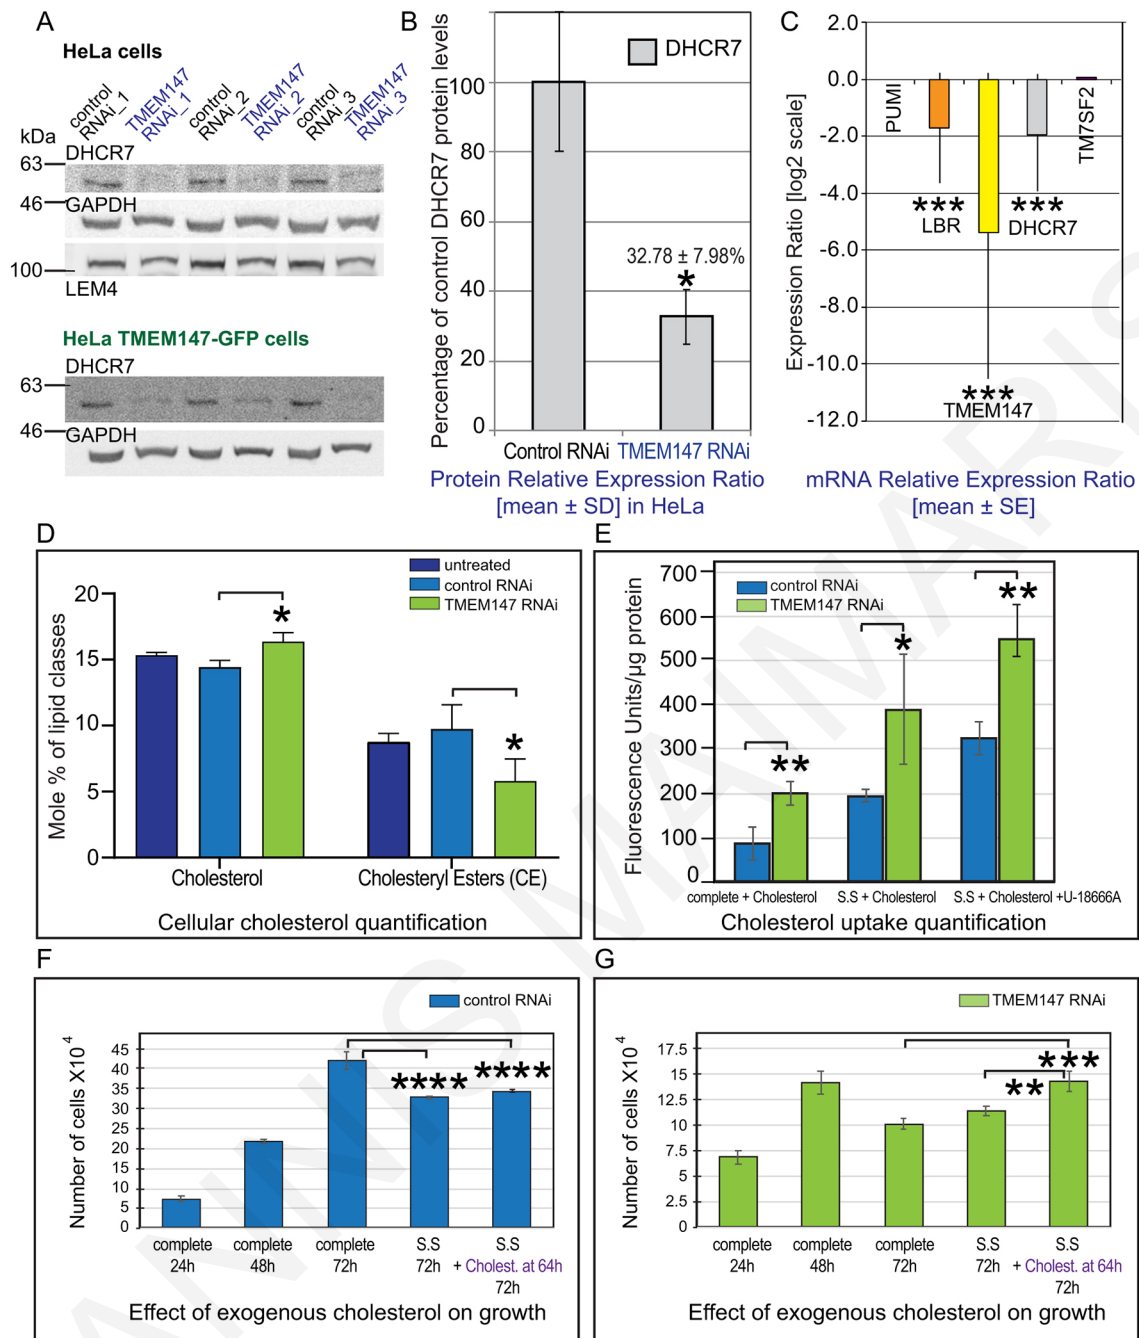 A
HeLa cells
control
RNAi_1
TMEM147
RNAi_1
control
RNAi_2
TMEM147
RNAi_2
control
RNAi_3
TMEM147
RNAi_3
kDa
DHCR7
63
46
GAPDH
100
LEM4
HeLa TMEM147-GFP cells
DHCR7
63
46
GAPDH
B
Percentage of control DHCR7 protein levels
100
80
60
40
20
0
DHCR7
32.78 ± 7.98%
*
Control RNAi TMEM147 RNAi
Protein Relative Expression Ratio
[mean ± SD] in HeLa
C
Expression Ratio [log2 scale]
0.0
-2.0
-4.0
-6.0
-8.0
-10.0
-12.0
PUMI
TM7SF2
***
LBR
***
DHCR7
***
TMEM147
mRNA Relative Expression Ratio
[mean ± SE]
D
untreated
control RNAi
TMEM147 RNAi
Mole % of lipid classes
20
15
10
5
0
*
*
Cholesterol
Cholesteryl Esters (CE)
Cellular cholesterol quantification
E
control RNAi
TMEM147 RNAi
Fluorescence Units/µg protein
700
600
500
400
300
200
100
0
**
*
**
complete + Cholesterol
S.S + Cholesterol
S.S + Cholesterol +U-18666A
Cholesterol uptake quantification
F
control RNAi
Number of cells X10^4
45
40
35
30
25
20
15
10
5
0
****
****
complete
24h
complete
48h
complete
72h
S.S
72h
S.S
+ Cholest. at 64h
72h
Effect of exogenous cholesterol on growth
G
TMEM147 RNAi
Number of cells X10^4
17.5
15
12.5
10
7.5
5
2.5
0
***
**
complete
24h
complete
48h
complete
72h
S.S
72h
S.S
+ Cholest. at 64h
72h
Effect of exogenous cholesterol on growth